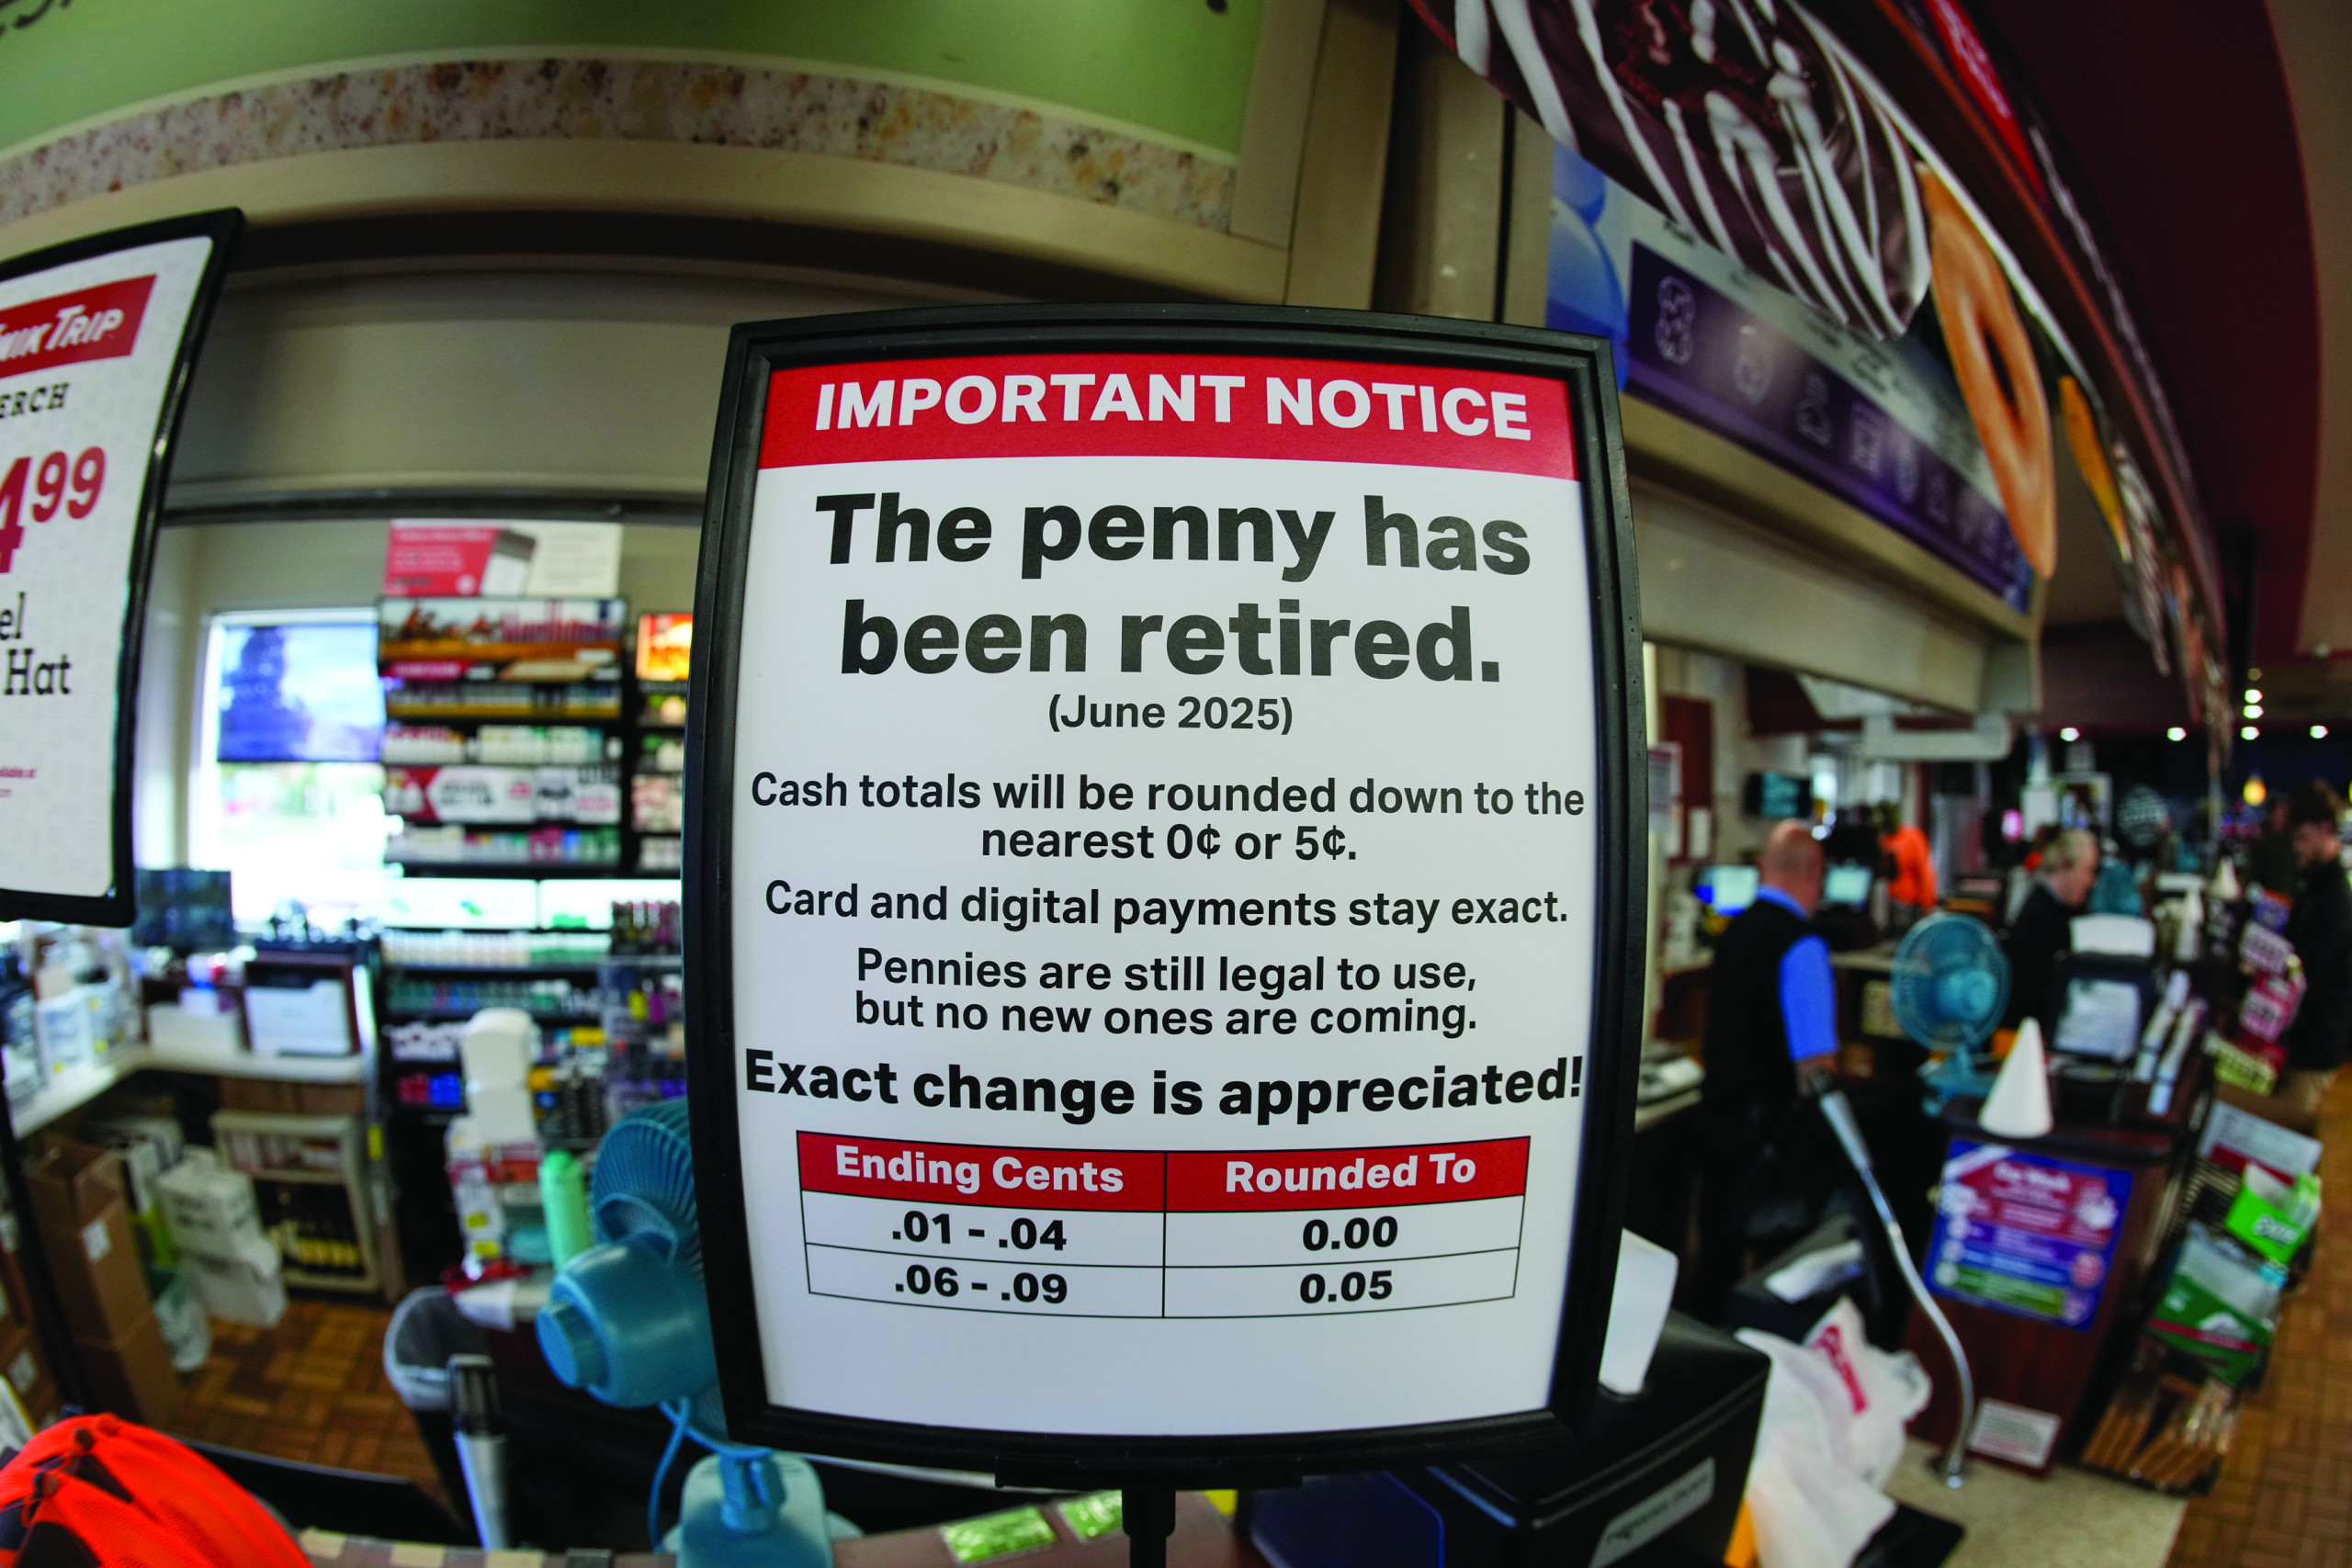 TRIP
ERCH
499
el
Hat
IMPORTANT NOTICE
The penny has
been retired.
(June 2025)
Cash totals will be rounded down to the
nearest 0¢ or 5¢.
Card and digital payments stay exact.
Pennies are still legal to use,
but no new ones are coming.
Exact change is appreciated!
Ending Cents Rounded To
.01 - .04 0.00
.06 - .09 0.05